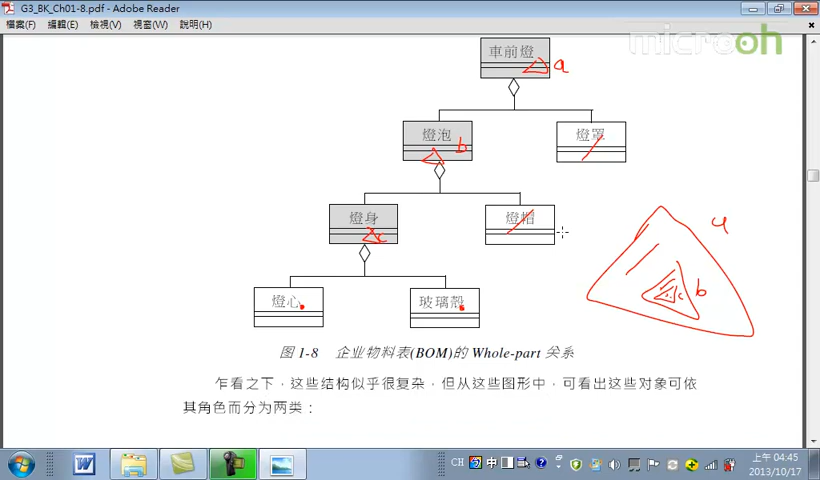 G3_BK_Ch01-8.pdf - Adobe Reader
檔案(F) 編輯(E) 檢視(V) 視窗(W) 說明(H)
microoh
車前燈
a
燈泡
b
燈罩
燈身
c
燈帽
a
b
c
燈心
玻璃殼
图 1-8 企业物料表(BOM)的 Whole-part 关系
乍看之下，这些结构似乎很复杂，但从这些图形中，可看出这些对象可依
其角色而分为两类：
CH 中
上午 04:45
2013/10/17